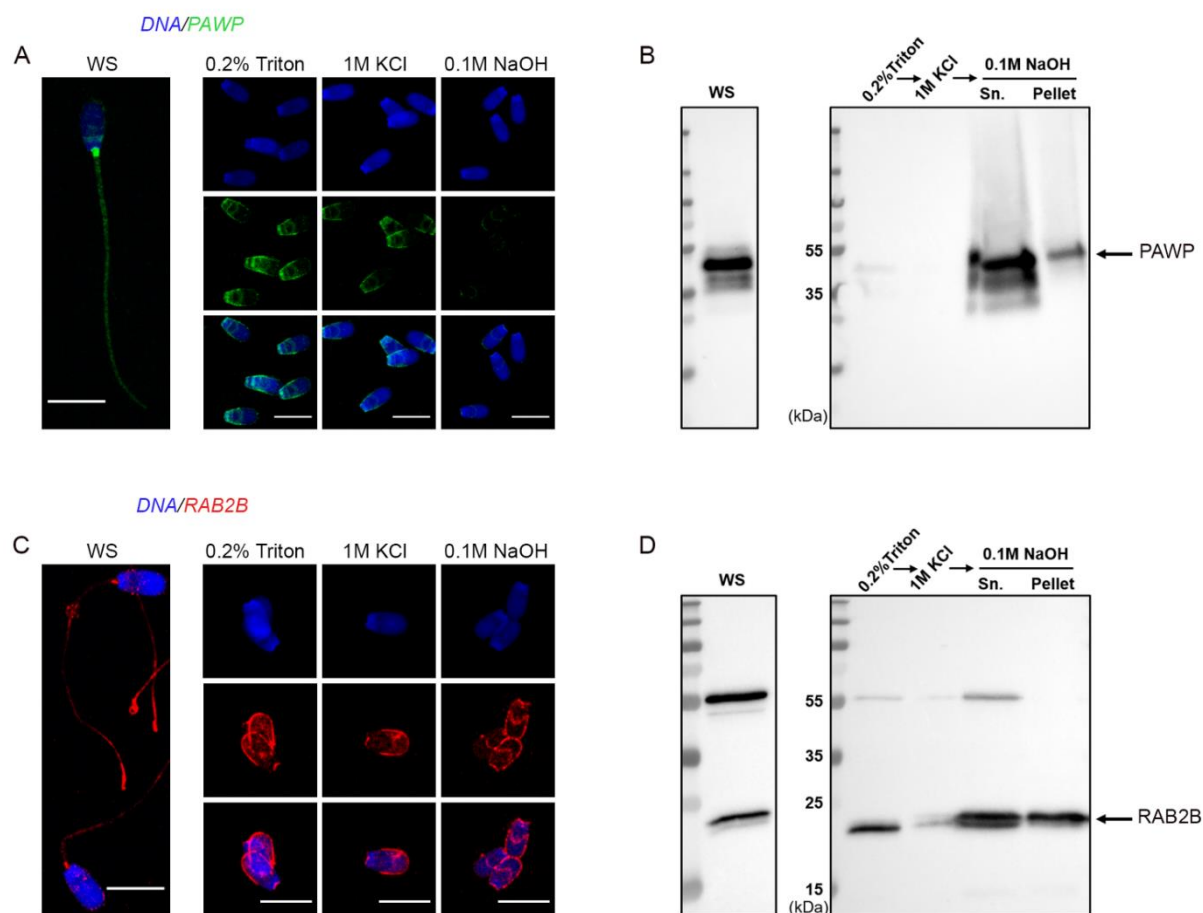 DNA/PAWP
A
WS
0.2% Triton
1M KCl
0.1M NaOH
B
WS
0.2%Triton
1M KCl
0.1M NaOH
Sn.
Pellet
55
35
(kDa)
PAWP
DNA/RAB2B
C
WS
0.2% Triton
1M KCl
0.1M NaOH
D
WS
0.2%Triton
1M KCl
0.1M NaOH
Sn.
Pellet
55
35
25
15
(kDa)
RAB2B